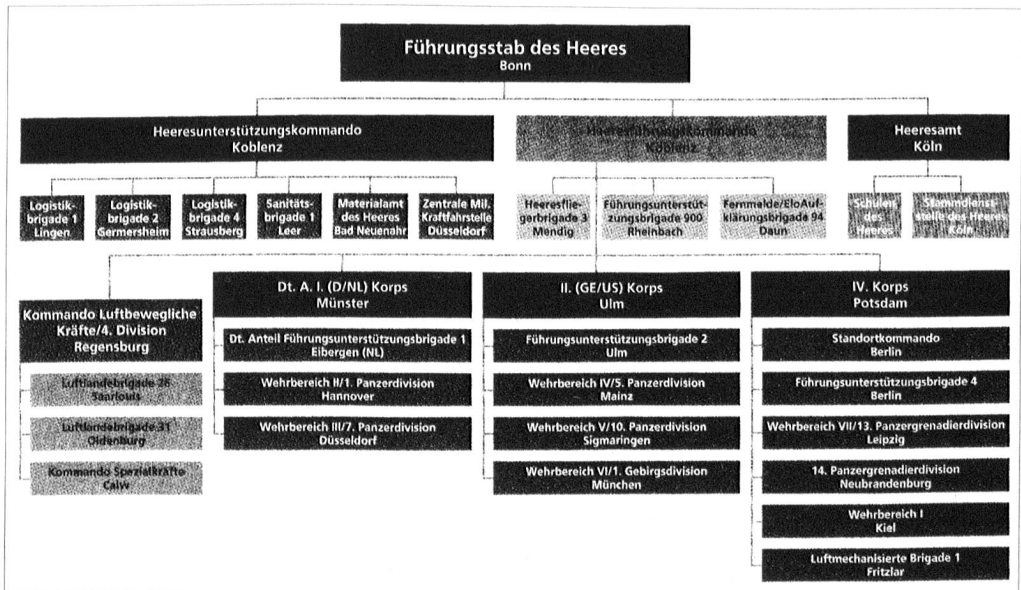 Führungsstab des Heeres
Bonn
Heeresunterstützungskommando
Koblenz
Heeresführungskommando
Koblenz
Heeresamt
Köln
Logistik-
brigade 1
Lingen
Logistik-
brigade 2
Germersheim
Logistik-
brigade 4
Strausberg
Sanitäts-
brigade 1
Leer
Materialamt
des Heeres
Bad Neuenahr
Zentrale Mil.
Kraftfahrstelle
Düsseldorf
Heeresflie-
gerbrigade 3
Mendig
Führungsunterstüt-
zungsbrigade 900
Rheinbach
Fernmelde/EloAuf-
klärungsbrigade 94
Daun
Schulen
des
Heeres
Stammdienst
stelle des Heeres
Köln
Kommando Luftbewegliche
Kräfte/4. Division
Regensburg
Luftlandebrigade 26
Saarlouis
Luftlandebrigade 31
Oldenburg
Kommando Spezialkräfte
Calw
Dt. A. I. (D/NL) Korps
Münster
Dt. Anteil Führungsunterstützungsbrigade 1
Eibergen (NL)
Wehrbereich II/1. Panzerdivision
Hannover
Wehrbereich III/7. Panzerdivision
Düsseldorf
II. (GE/US) Korps
Ulm
Führungsunterstützungsbrigade 2
Ulm
Wehrbereich IV/5. Panzerdivision
Mainz
Wehrbereich V/10. Panzerdivision
Sigmaringen
Wehrbereich VI/1. Gebirgsdivision
München
IV. Korps
Potsdam
Standortkommando
Berlin
Führungsunterstützungsbrigade 4
Berlin
Wehrbereich VII/13. Panzergrenadierdivision
Leipzig
14. Panzergrenadierdivision
Neubrandenburg
Wehrbereich I
Kiel
Luftmechanisierte Brigade 1
Fritzlar